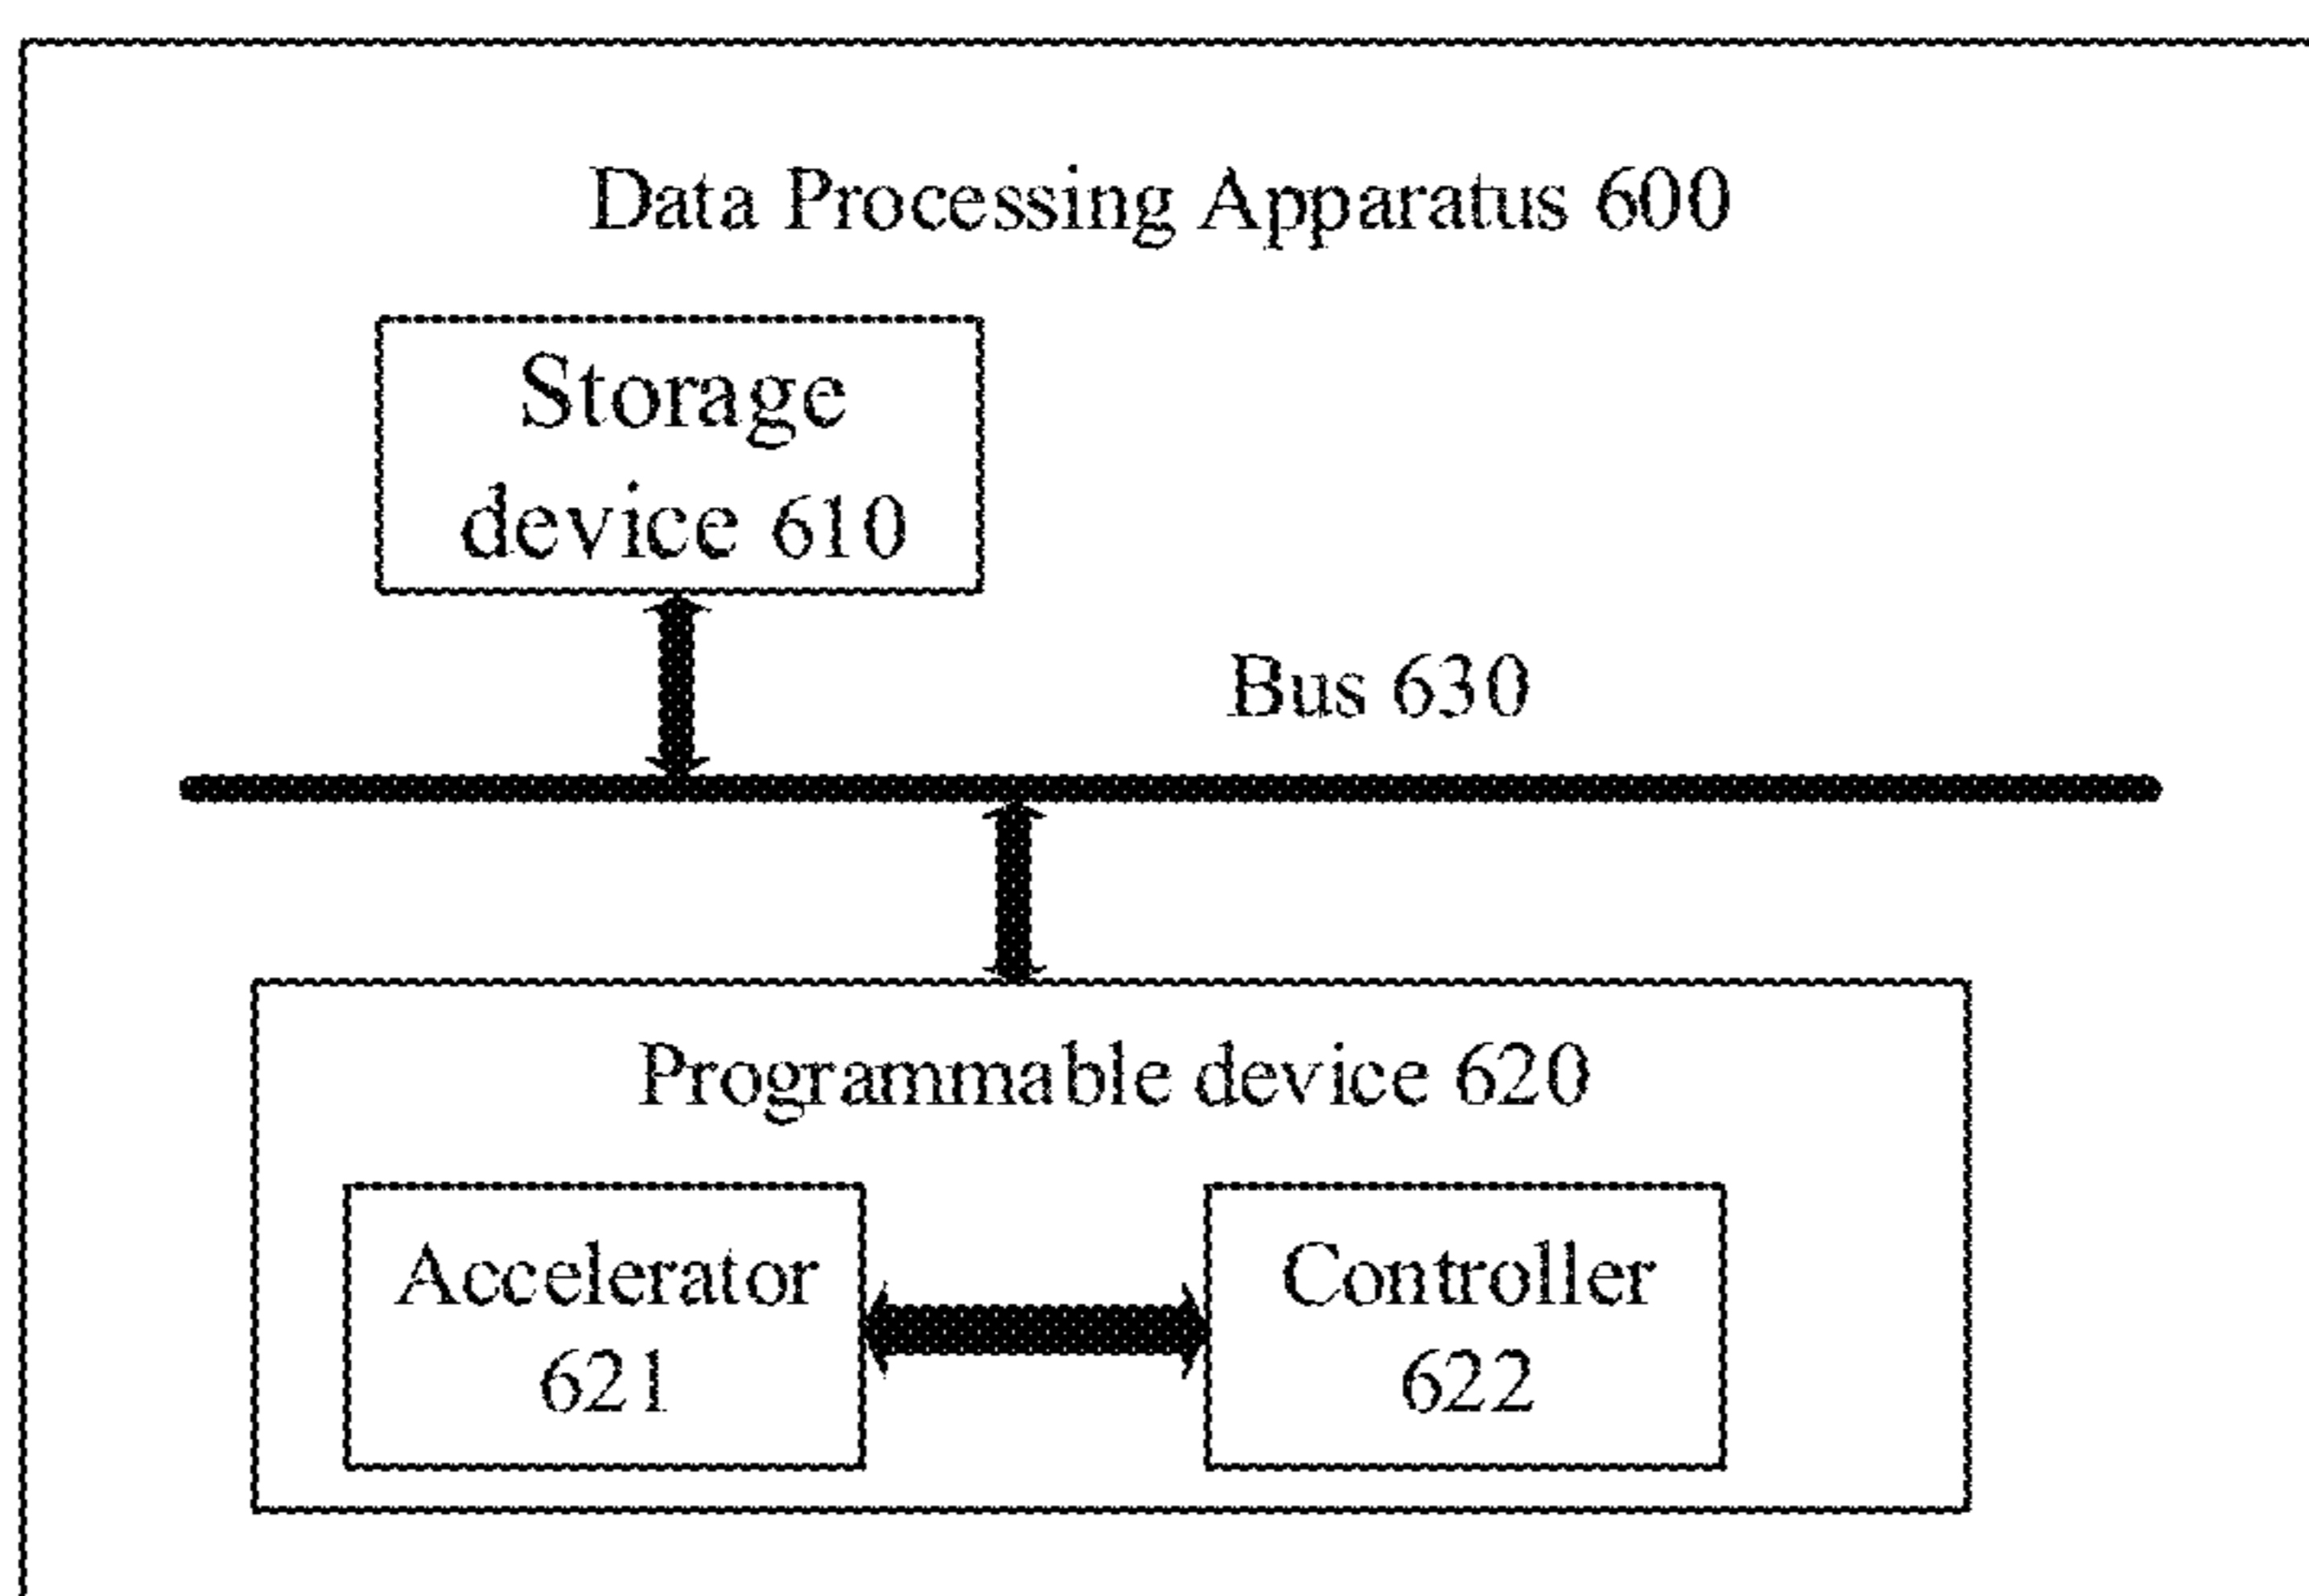 Data Processing Apparatus 600
Storage
device 610
Bus 630
Programmable device 620
Accelerator
621
Controller
622